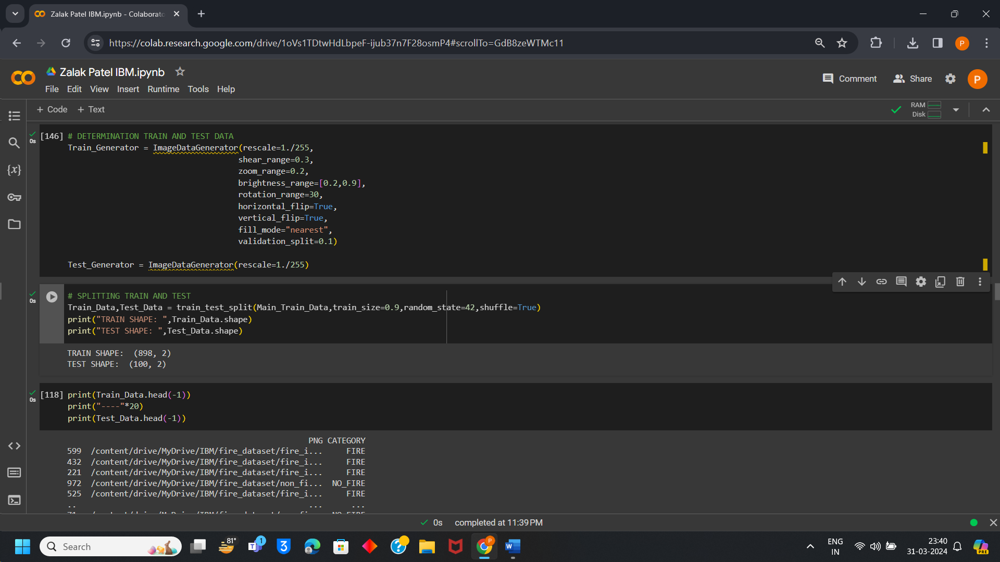 Zalak Patel IBM.ipynb - Colaborato
https://colab.research.google.com/drive/1oVs1TDtwHdLbpeF-ijub37n7F28osmP4#scrollTo=GdB8zeWTMc11
P
Zalak Patel IBM.ipynb
File Edit View Insert Runtime Tools Help
Comment
Share
P
+ Code + Text
RAM
Disk
[146] # DETERMINATION TRAIN AND TEST DATA
0s
Train_Generator = ImageDataGenerator(rescale=1./255,
shear_range=0.3,
zoom_range=0.2,
brightness_range=[0.2,0.9],
rotation_range=30,
horizontal_flip=True,
vertical_flip=True,
fill_mode="nearest",
validation_split=0.1)
Test_Generator = ImageDataGenerator(rescale=1./255)
0s
# SPLITTING TRAIN AND TEST
Train_Data,Test_Data = train_test_split(Main_Train_Data,train_size=0.9,random_state=42,shuffle=True)
print("TRAIN SHAPE: ",Train_Data.shape)
print("TEST SHAPE: ",Test_Data.shape)
TRAIN SHAPE:  (898, 2)
TEST SHAPE:  (100, 2)
[118] print(Train_Data.head(-1))
0s
print("----"*20)
print(Test_Data.head(-1))
PNG CATEGORY
599  /content/drive/MyDrive/IBM/fire_dataset/fire_i...     FIRE
432  /content/drive/MyDrive/IBM/fire_dataset/fire_i...     FIRE
221  /content/drive/MyDrive/IBM/fire_dataset/fire_i...     FIRE
972  /content/drive/MyDrive/IBM/fire_dataset/non_fi...  NO_FIRE
525  /content/drive/MyDrive/IBM/fire_dataset/fire_i...     FIRE
..                                                 ...      ...
0s completed at 11:39 PM
Search
81°
1
ENG
IN
23:40
31-03-2024
PRE